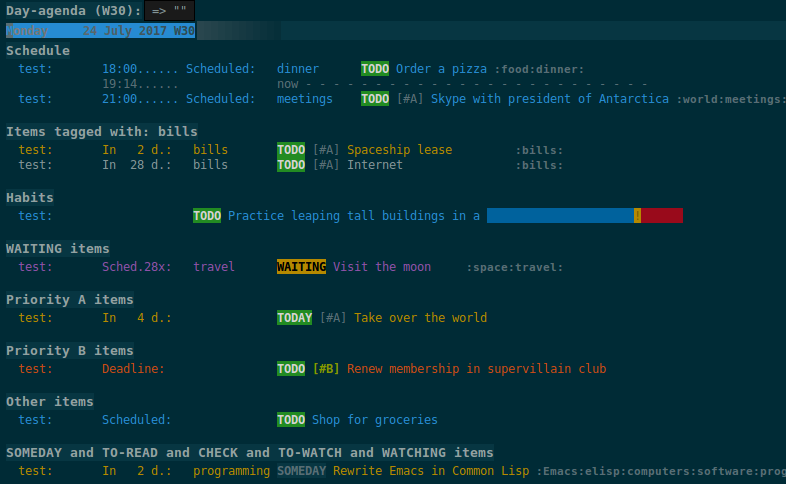 Day-agenda (W30): => ""
Monday 24 July 2017 W30
Schedule
test: 18:00...... Scheduled: dinner TODO Order a pizza :food:dinner:
19:14...... now - - - - - - - - - - - - - - - - - - - - - - - - -
test: 21:00...... Scheduled: meetings TODO [#A] Skype with president of Antarctica :world:meetings:
Items tagged with: bills
test: In 2 d.: bills TODO [#A] Spaceship lease :bills:
test: In 28 d.: bills TODO [#A] Internet :bills:
Habits
test: TODO Practice leaping tall buildings in a !
WAITING items
test: Sched.28x: travel WAITING Visit the moon :space:travel:
Priority A items
test: In 4 d.: TODAY [#A] Take over the world
Priority B items
test: Deadline: TODO [#B] Renew membership in supervillain club
Other items
test: Scheduled: TODO Shop for groceries
SOMEDAY and TO-READ and CHECK and TO-WATCH and WATCHING items
test: In 2 d.: programming SOMEDAY Rewrite Emacs in Common Lisp :Emacs:elisp:computers:software:prog